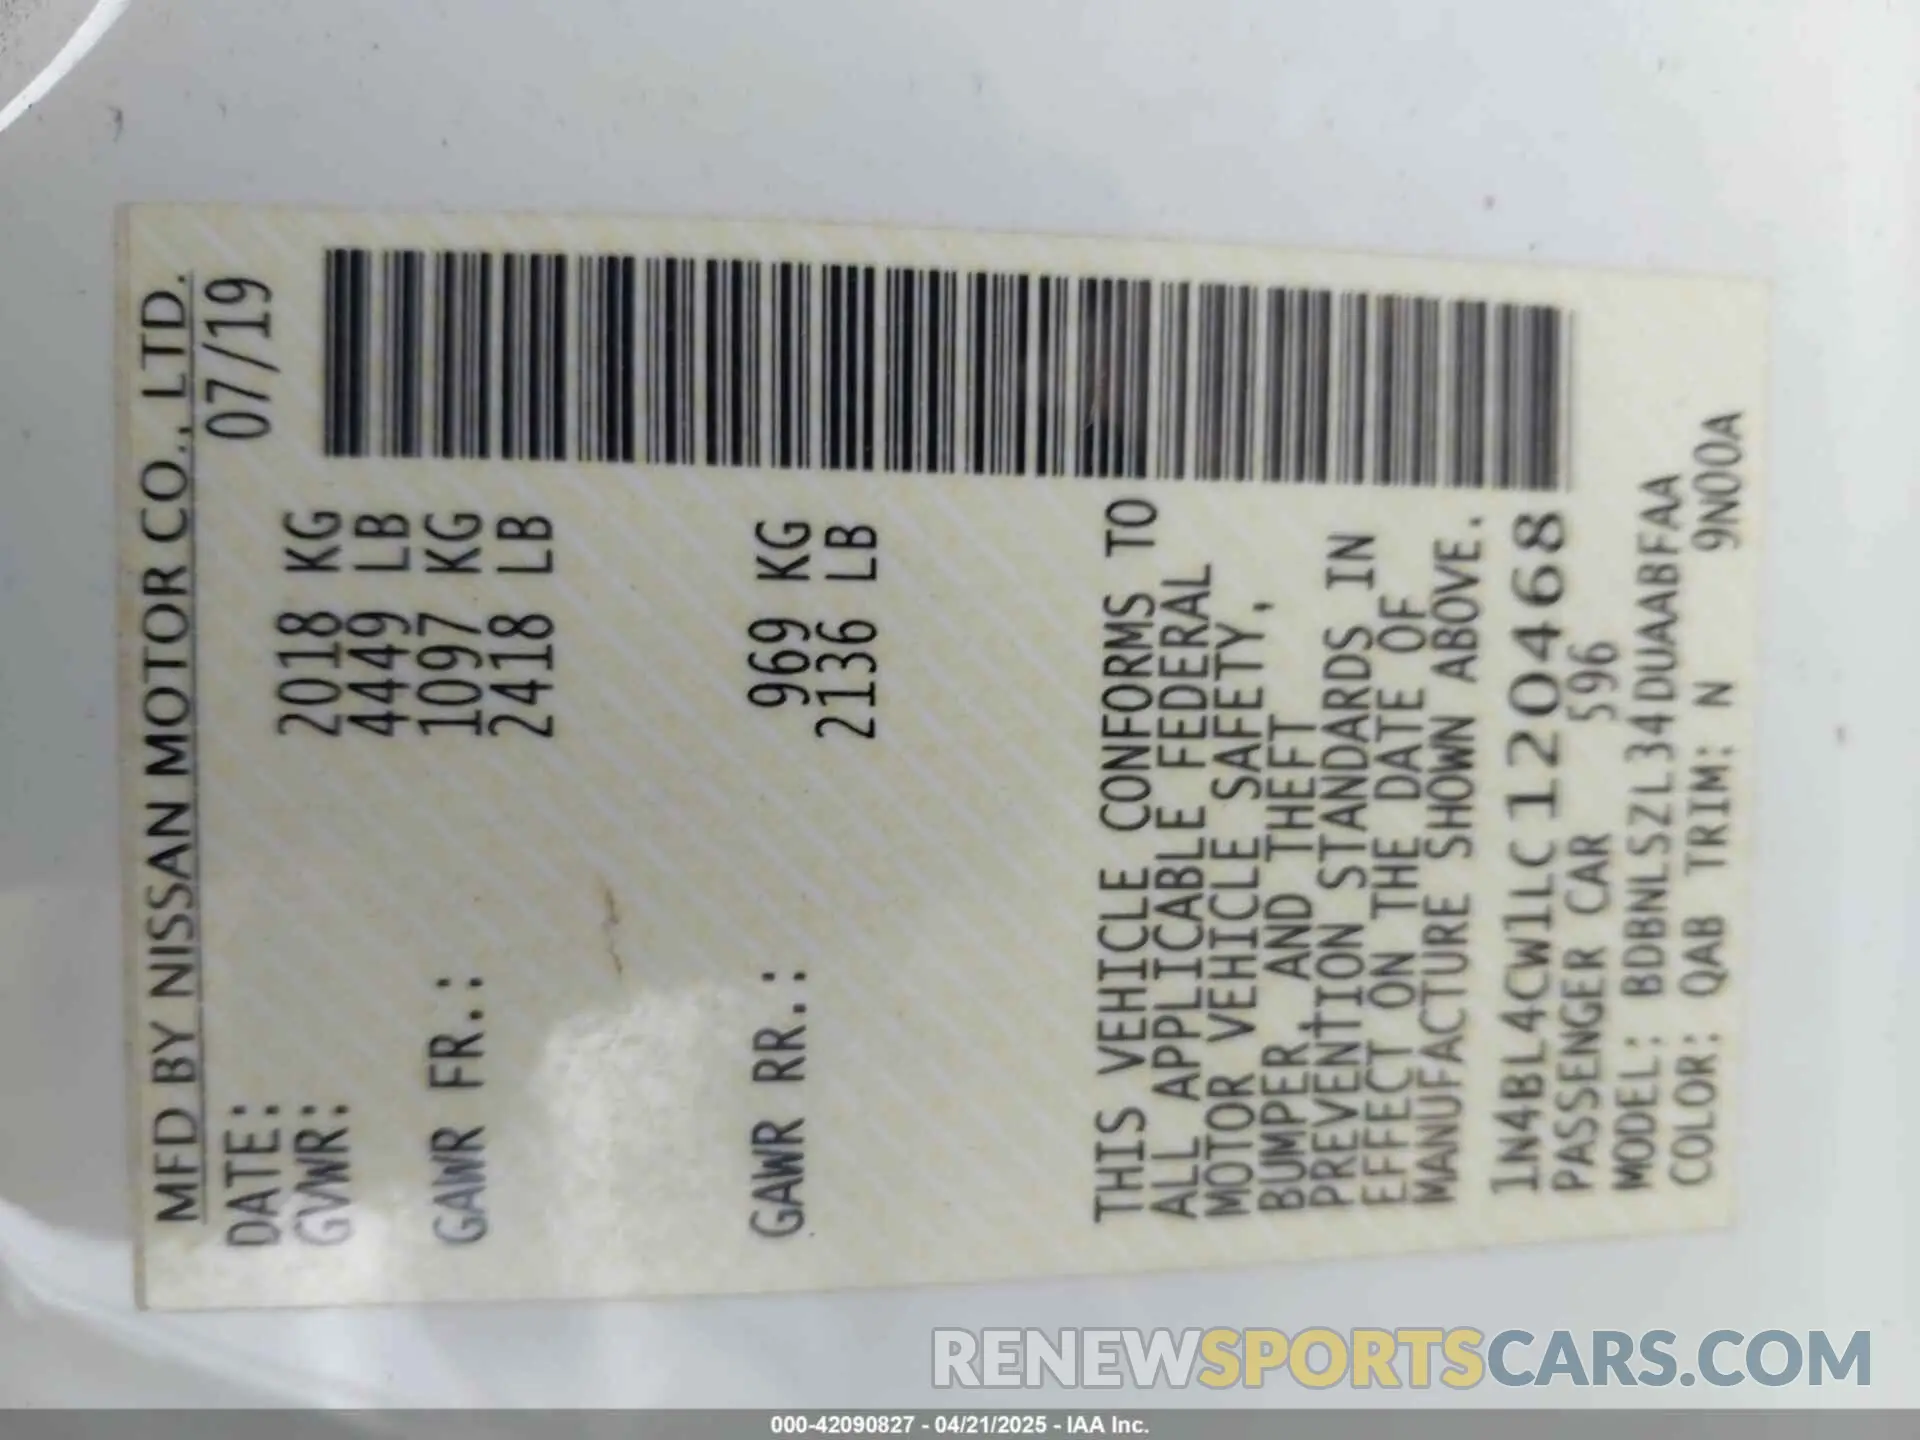 MFD BY NISSAN MOTOR CO., LTD.
DATE: 07/19
GVWR: 2018 KG
4449 LB
GAWR FR.: 1097 KG
2418 LB
GAWR RR.: 969 KG
2136 LB
THIS VEHICLE CONFORMS TO
ALL APPLICABLE FEDERAL
MOTOR VEHICLE SAFETY,
BUMPER, AND THEFT
PREVENTION STANDARDS IN
EFFECT ON THE DATE OF
MANUFACTURE SHOWN ABOVE.
1N4BL4CW1LC120468
PASSENGER CAR 596
MODEL: BDBNLSZL34DUAABFAA
COLOR: QAB TRIM: N 9N00A
RENEWSPORTSCARS.COM
000-42090827 - 04/21/2025 - IAA Inc.